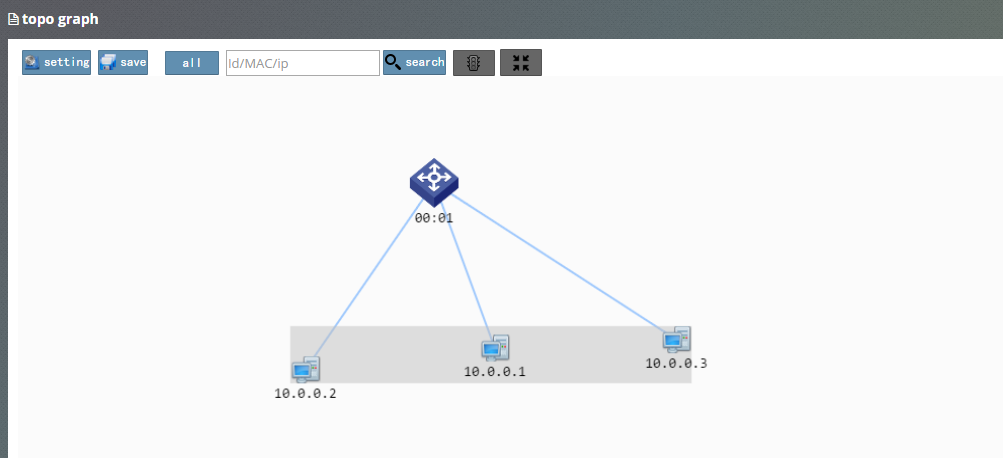 topo graph
setting save all Id/MAC/ip search
00:01
10.0.0.1
10.0.0.3
10.0.0.2